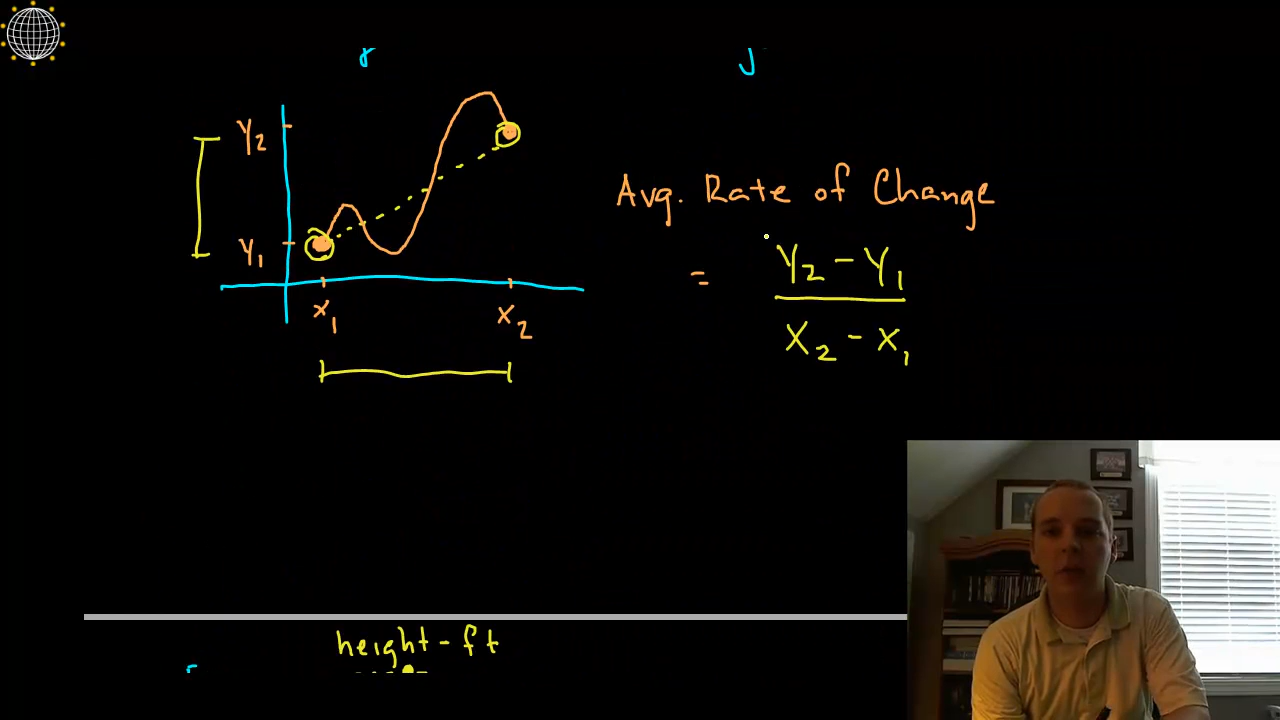 Y2
Y1
x1
x2
Avg. Rate of Change
= Y2 - Y1
X2 - X1
height - ft